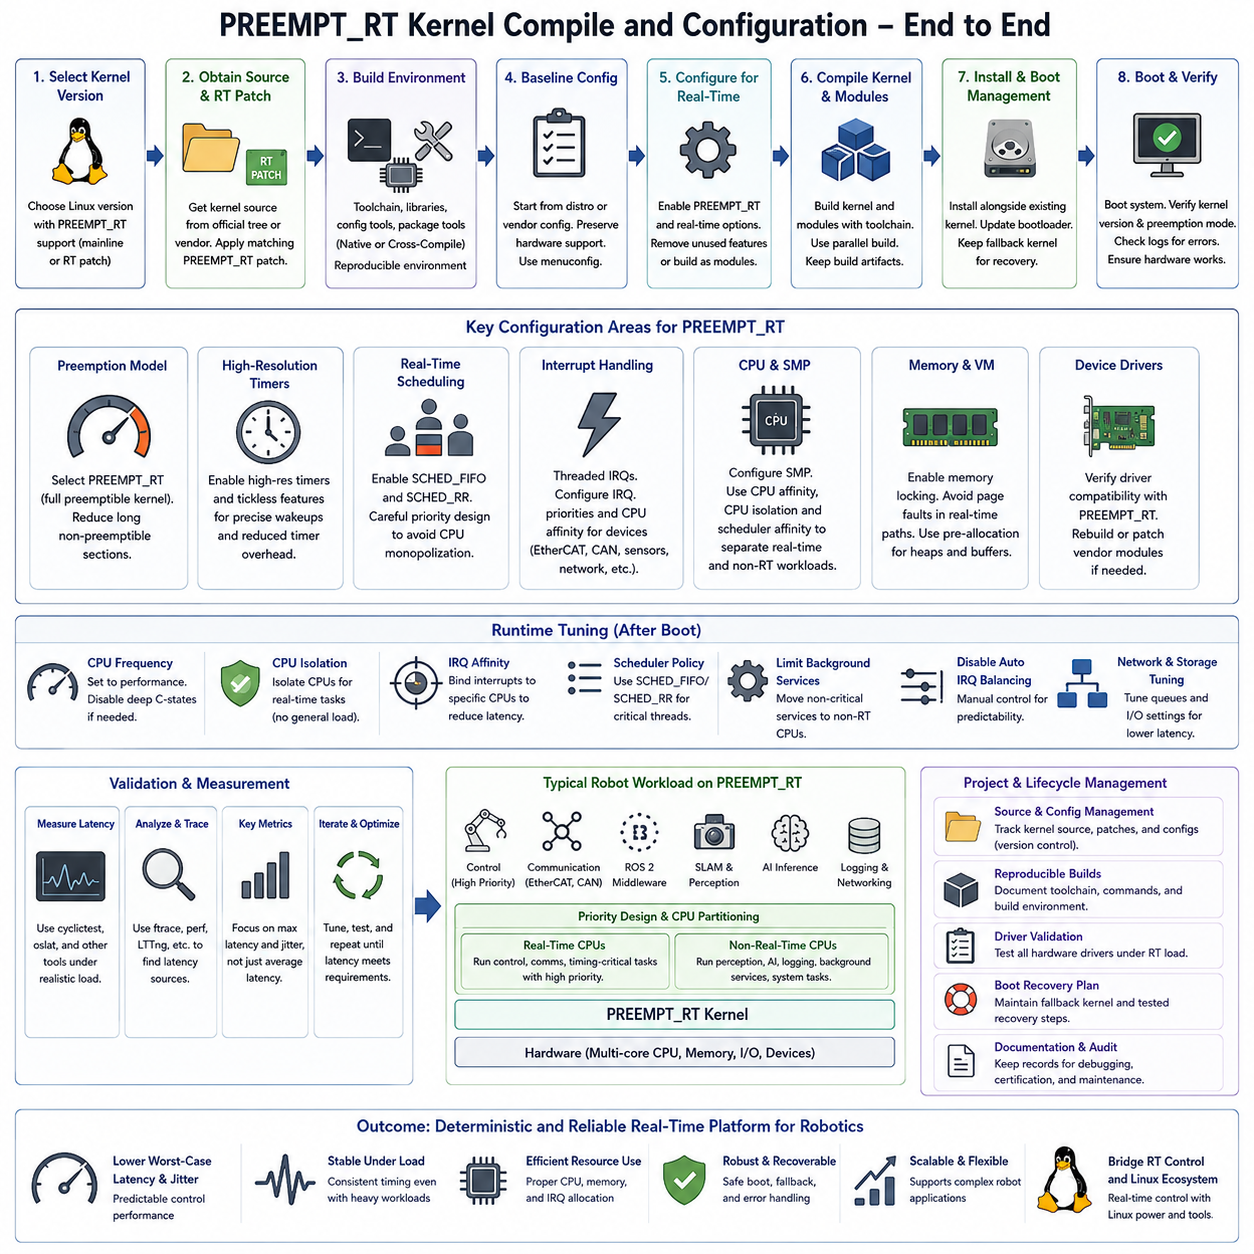 PREEMPT_RT Kernel Compile and Configuration – End to End
1. Select Kernel
Version
Choose Linux version
with PREEMPT_RT
support (mainline
or RT patch)
2. Obtain Source
& RT Patch
RT
PATCH
Get kernel source
from official tree or
vendor. Apply matching
PREEMPT_RT patch.
3. Build Environment
Toolchain, libraries,
config tools, package tools
(Native or Cross-Compile)
Reproducible environment
4. Baseline Config
Start from distro or
vendor config. Preserve
hardware support.
Use menuconfig.
5. Configure for
Real-Time
Enable PREEMPT_RT
and real-time options.
Remove unused features
or build as modules.
6. Compile Kernel
& Modules
Build kernel and
modules with toolchain.
Use parallel build.
Keep build artifacts.
7. Install & Boot
Management
Install alongside existing
kernel. Update bootloader.
Keep fallback kernel
for recovery.
8. Boot & Verify
Boot system. Verify kernel
version & preemption mode.
Check logs for errors.
Ensure hardware works.
Key Configuration Areas for PREEMPT_RT
Preemption Model
Select PREEMPT_RT
(full preemptible kernel).
Reduce long
non-preemptible
sections.
High-Resolution
Timers
Enable high-res timers
and tickless features
for precise wakeups
and reduced timer
overhead.
Real-Time
Scheduling
Enable SCHED_FIFO
and SCHED_RR.
Careful priority design
to avoid CPU
monopolization.
Interrupt Handling
Threaded IRQs.
Configure IRQ.
priorities and CPU
affinity for devices
(EtherCAT, CAN, sensors,
network, etc.).
CPU & SMP
CPU
Configure SMP.
Use CPU affinity,
CPU isolation and
scheduler affinity to
separate real-time
and non-RT workloads.
Memory & VM
Enable memory
locking. Avoid page
faults in real-time
paths. Use pre-allocation
for heaps and buffers.
Device Drivers
Verify driver
compatibility with
PREEMPT_RT.
Rebuild or patch
vendor modules
if needed.
Runtime Tuning (After Boot)
CPU Frequency
Set to performance.
Disable deep C-states
if needed.
CPU Isolation
Isolate CPUs for
real-time tasks
(no general load).
IRQ Affinity
Bind interrupts to
specific CPUs to
reduce latency.
Scheduler Policy
Use SCHED_FIFO/
SCHED_RR for
critical threads.
Limit Background
Services
Move non-critical
services to non-RT
CPUs.
Disable Auto
IRQ Balancing
Manual control for
predictability.
Network & Storage
Tuning
Tune queues and
I/O settings for
lower latency.
Validation & Measurement
Measure Latency
Use cyclictest,
oslat, and other
tools under
realistic load.
Analyze & Trace
Use ftrace, perf,
LTTng, etc. to
find latency
sources.
Key Metrics
Focus on max
latency and jitter,
not just average
latency.
Iterate & Optimize
Tune, test, and
repeat until
latency meets
requirements.
Typical Robot Workload on PREEMPT_RT
Control
(High Priority)
Communication
(EtherCAT, CAN)
ROS 2
Middleware
SLAM &
Perception
AI Inference
Logging &
Networking
Priority Design & CPU Partitioning
Real-Time CPUs
Run control, comms, timing-critical tasks
with high priority.
Non-Real-Time CPUs
Run perception, AI, logging, background
services, system tasks.
PREEMPT_RT Kernel
Hardware (Multi-core CPU, Memory, I/O, Devices)
Project & Lifecycle Management
Source & Config Management
Track kernel source, patches, and configs
(version control).
Reproducible Builds
Document toolchain, commands, and
build environment.
Driver Validation
Test all hardware drivers under RT load.
Boot Recovery Plan
Maintain fallback kernel and tested
recovery steps.
Documentation & Audit
Keep records for debugging,
certification, and maintenance.
Outcome: Deterministic and Reliable Real-Time Platform for Robotics
Lower Worst-Case
Latency & Jitter
Predictable control
performance
Stable Under Load
Consistent timing even
with heavy workloads
Efficient Resource Use
Proper CPU, memory,
and IRQ allocation
Robust & Recoverable
Safe boot, fallback,
and error handling
Scalable & Flexible
Supports complex robot
applications
Bridge RT Control
and Linux Ecosystem
Real-time control with
Linux power and tools.